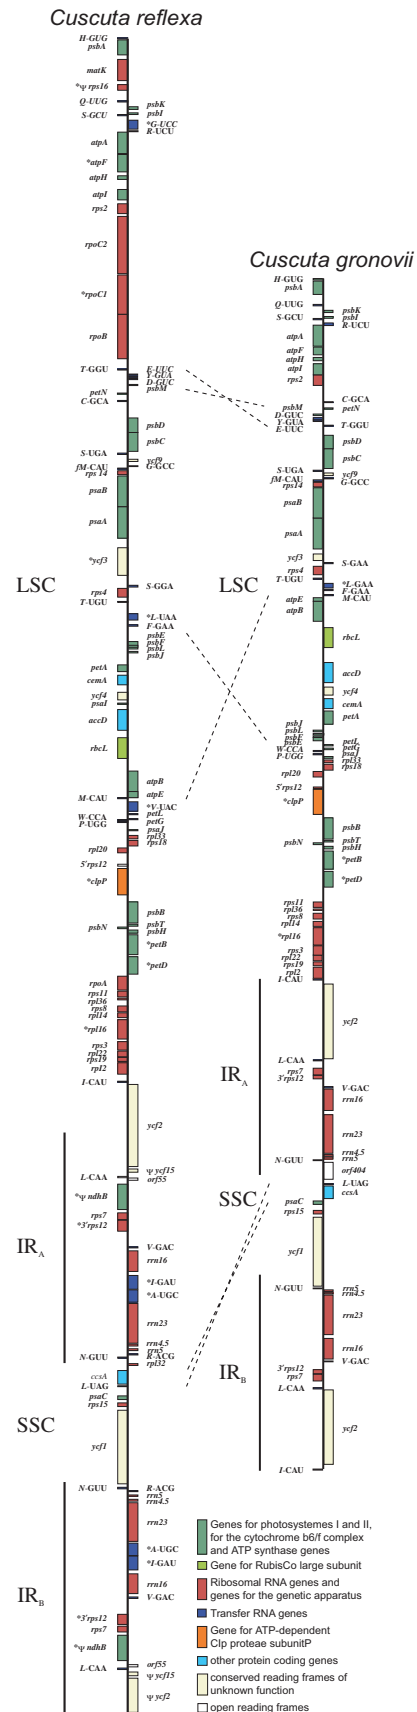 Cuscuta reflexa
H-GUG
psbA
matK
*Ψ rps16
Q-UUG
psbK
S-GCU
psbI
*G-UCC
R-UCU
atpA
*atpF
atpH
atpI
rps2
rpoC2
*rpoC1
rpoB
T-GGU
E-UUC
Y-GUA
D-GUC
psbM
petN
C-GCA
psbD
psbC
S-UGA
ycf9
fM-CAU
G-GCC
rps 14
psaB
psaA
*ycf3
LSC
S-GGA
rps4
T-UGU
*L-UAA
F-GAA
psbE
psbF
psbL
psbJ
petA
cemA
ycf4
psaI
accD
rbcL
atpB
atpE
M-CAU
*V-UAC
petL
W-CCA
petG
P-UGG
psaJ
rpl33
rps18
rpl20
5'rps12
*clpP
psbB
psbT
psbN
psbH
*petB
*petD
rpoA
rps11
rpl36
rps8
rpl14
*rpl16
rps3
rpl22
rps19
rpl2
I-CAU
ycf2
Ψ ycf15
L-CAA
orf55
*Ψ ndhB
rps7
*3'rps12
IRA
V-GAC
rrn16
*I-GAU
*A-UGC
rrn23
rrn4.5
rrn5
N-GUU
R-ACG
rpl32
ccsA
L-UAG
psaC
rps15
SSC
ycf1
N-GUU
R-ACG
rrn5
rrn4.5
rrn23
*A-UGC
*I-GAU
rrn16
V-GAC
IRB
*3'rps12
rps7
*Ψ ndhB
orf55
L-CAA
Ψ ycf15
Ψ ycf2
Cuscuta gronovii
H-GUG
psbA
Q-UUG
psbK
S-GCU
psbI
R-UCU
atpA
atpF
atpH
atpI
rps2
C-GCA
psbM
petN
D-GUC
Y-GUA
T-GGU
E-UUC
psbD
psbC
S-UGA
ycf9
fM-CAU
G-GCC
rps14
psaB
psaA
ycf3
S-GAA
rps4
LSC
T-UGU
*L-GAA
F-GAA
M-CAU
atpE
atpB
rbcL
accD
ycf4
cemA
petA
psbJ
psbL
psbF
psbE
petL
petG
W-CCA
psaJ
P-UGG
rpl33
rps18
rpl20
5'rps12
*clpP
psbB
psbT
psbN
psbH
*petB
*petD
rps11
rpl36
rps8
rpl14
*rpl16
rps3
rpl22
rps19
rpl2
I-CAU
ycf2
IRA
L-CAA
rps7
3'rps12
V-GAC
rrn16
rrn23
rrn4.5
rrn5
N-GUU
orf404
L-UAG
ccsA
SSC
psaC
rps15
ycf1
N-GUU
rrn5
rrn4.5
rrn23
rrn16
V-GAC
IRB
3'rps12
rps7
L-CAA
ycf2
I-CAU
Genes for photosystemes I and II,
for the cytochrome b6/f complex
and ATP synthase genes
Gene for RubisCo large subunit
Ribosomal RNA genes and
genes for the genetic apparatus
Transfer RNA genes
Gene for ATP-dependent
Clp proteae subunitP
other protein coding genes
conserved reading frames of
unknown function
open reading frames